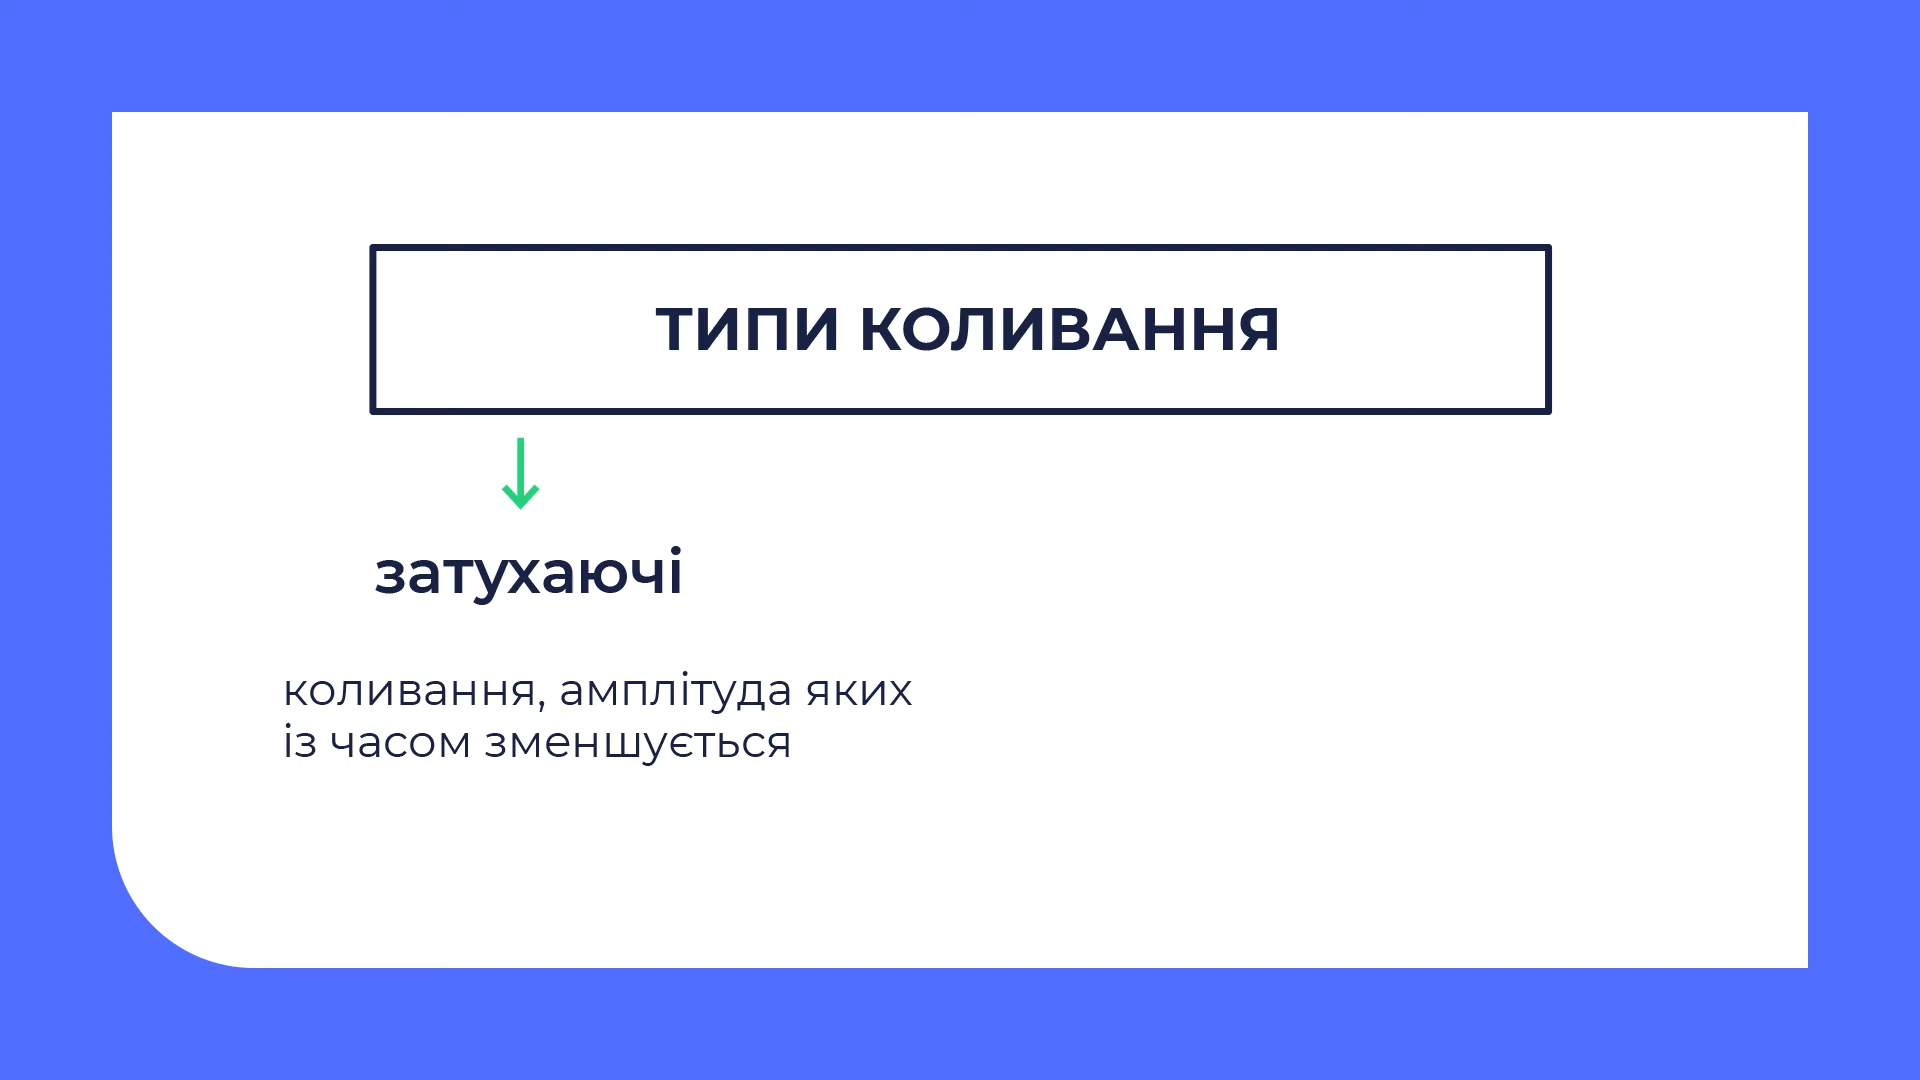 ТИПИ КОЛИВАННЯ
затухаючі
коливання, амплітуда яких
із часом зменшується